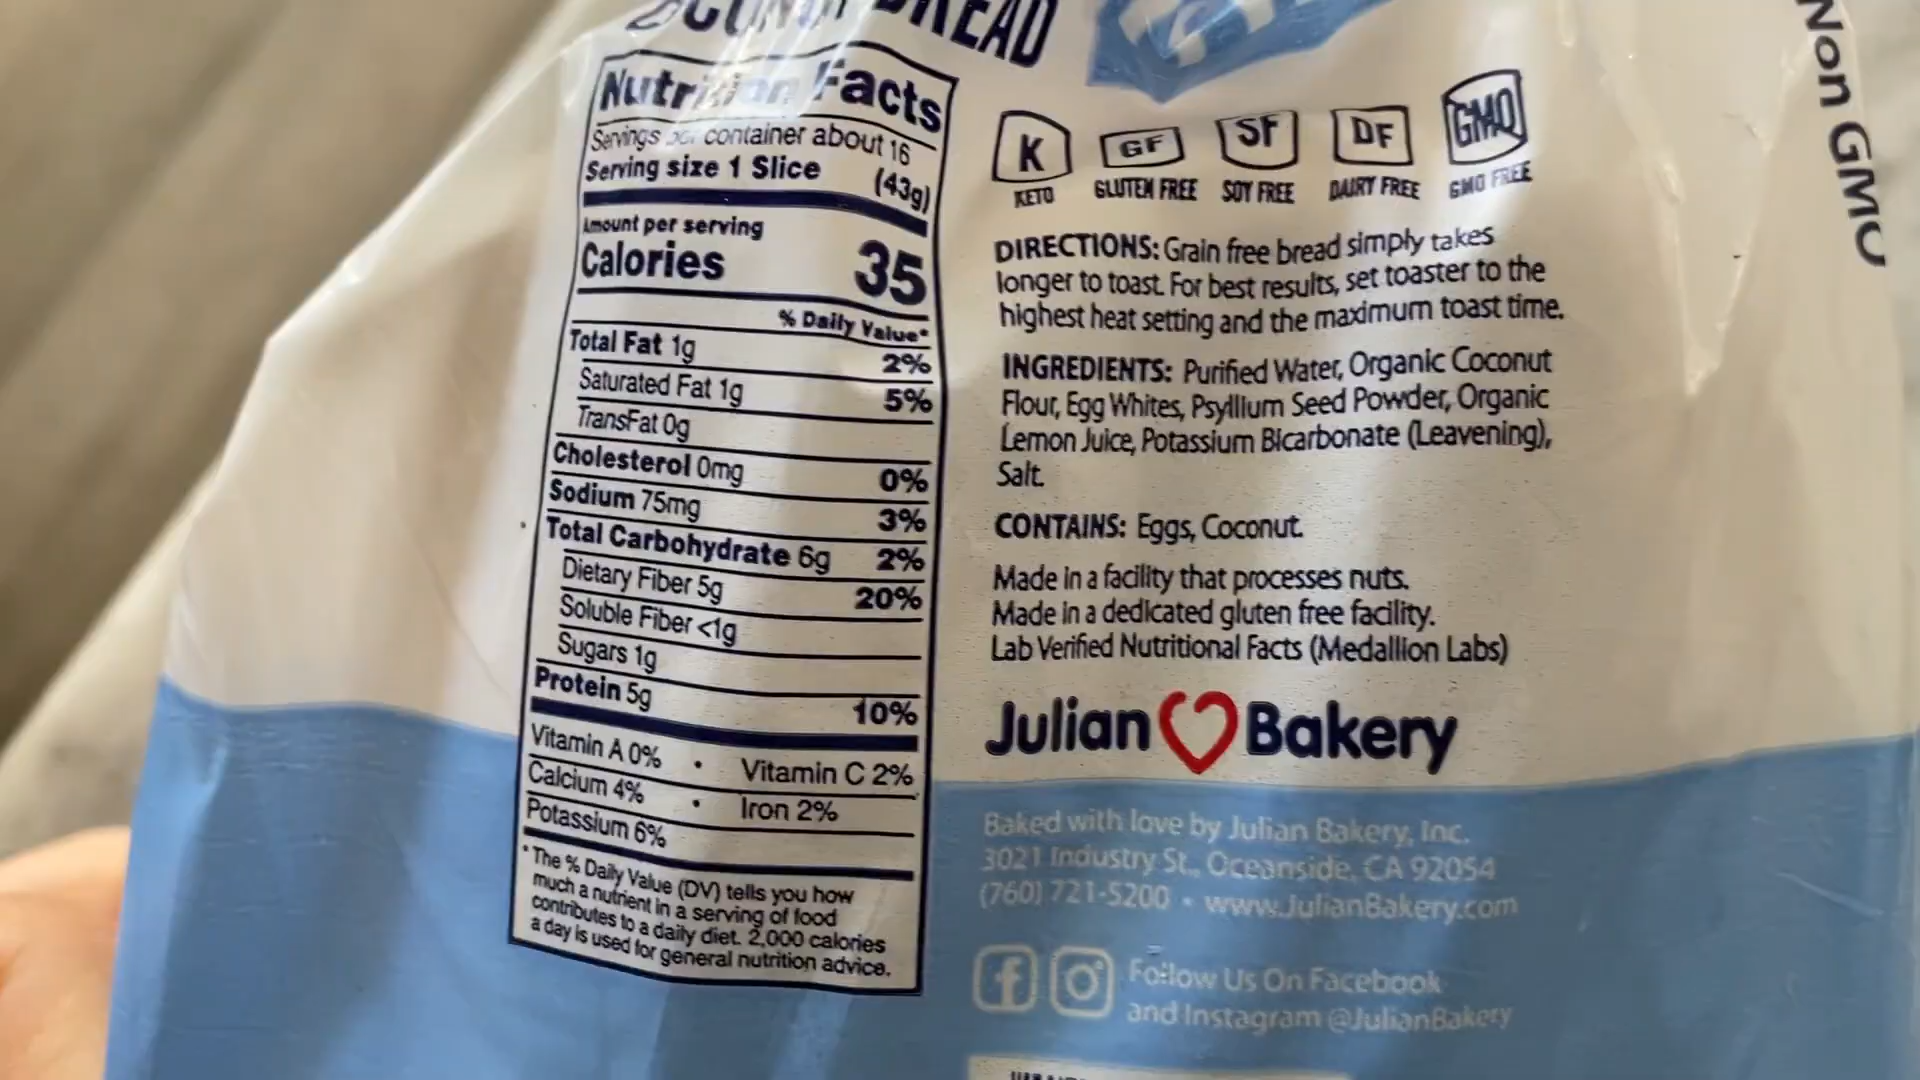 BREAD
Nutrition Facts
Servings per container about 16
Serving size 1 Slice (43g)
Amount per serving
Calories 35
% Daily Value*
Total Fat 1g 2%
Saturated Fat 1g 5%
TransFat 0g
Cholesterol 0mg 0%
Sodium 75mg 3%
Total Carbohydrate 6g 2%
Dietary Fiber 5g 20%
Soluble Fiber <1g
Sugars 1g
Protein 5g 10%
Vitamin A 0% • Vitamin C 2%
Calcium 4% • Iron 2%
Potassium 6%
*The % Daily Value (DV) tells you how
much a nutrient in a serving of food
contributes to a daily diet. 2,000 calories
a day is used for general nutrition advice.
K GF SF DF GMO
KETO GLUTEN FREE SOY FREE DAIRY FREE GMO FREE
DIRECTIONS: Grain free bread simply takes
longer to toast. For best results, set toaster to the
highest heat setting and the maximum toast time.
INGREDIENTS: Purified Water, Organic Coconut
Flour, Egg Whites, Psyllium Seed Powder, Organic
Lemon Juice, Potassium Bicarbonate (Leavening),
Salt.
CONTAINS: Eggs, Coconut.
Made in a facility that processes nuts.
Made in a dedicated gluten free facility.
Lab Verified Nutritional Facts (Medallion Labs)
Julian Bakery
Baked with love by Julian Bakery, Inc.
3021 Industry St., Oceanside, CA 92054
(760) 721-5200 • www.JulianBakery.com
Follow Us On Facebook
and Instagram @JulianBakery
Non GMO